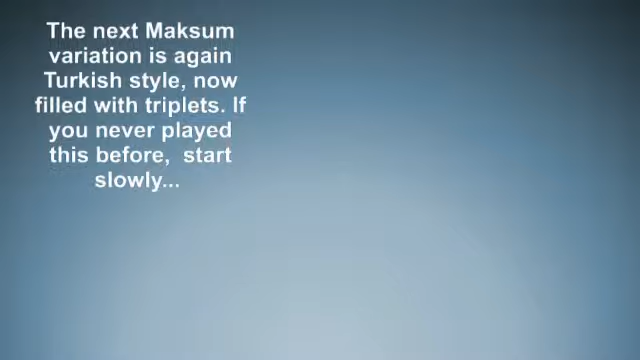 The next Maksum
variation is again
Turkish style, now
filled with triplets. If
you never played
this before,  start
slowly...